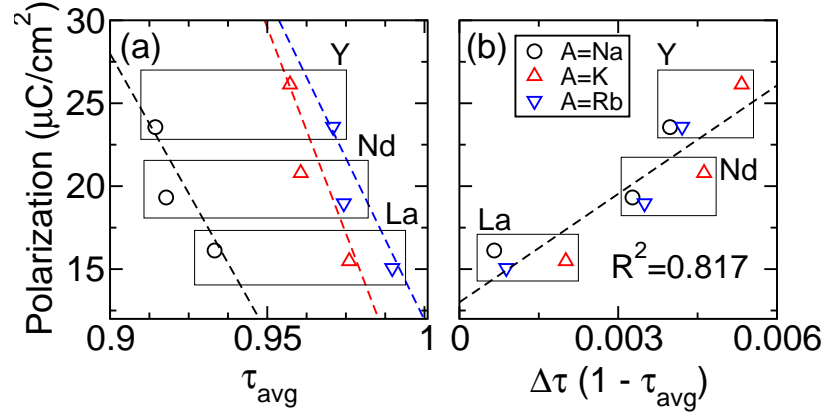 30
25
20
15
Polarization (μC/cm²)
(a)
Y
Nd
La
0.9
0.95
1
τavg
(b)
Y
A=Na
A=K
A=Rb
Nd
La
R²=0.817
0
0.003
0.006
Δτ (1 - τavg)